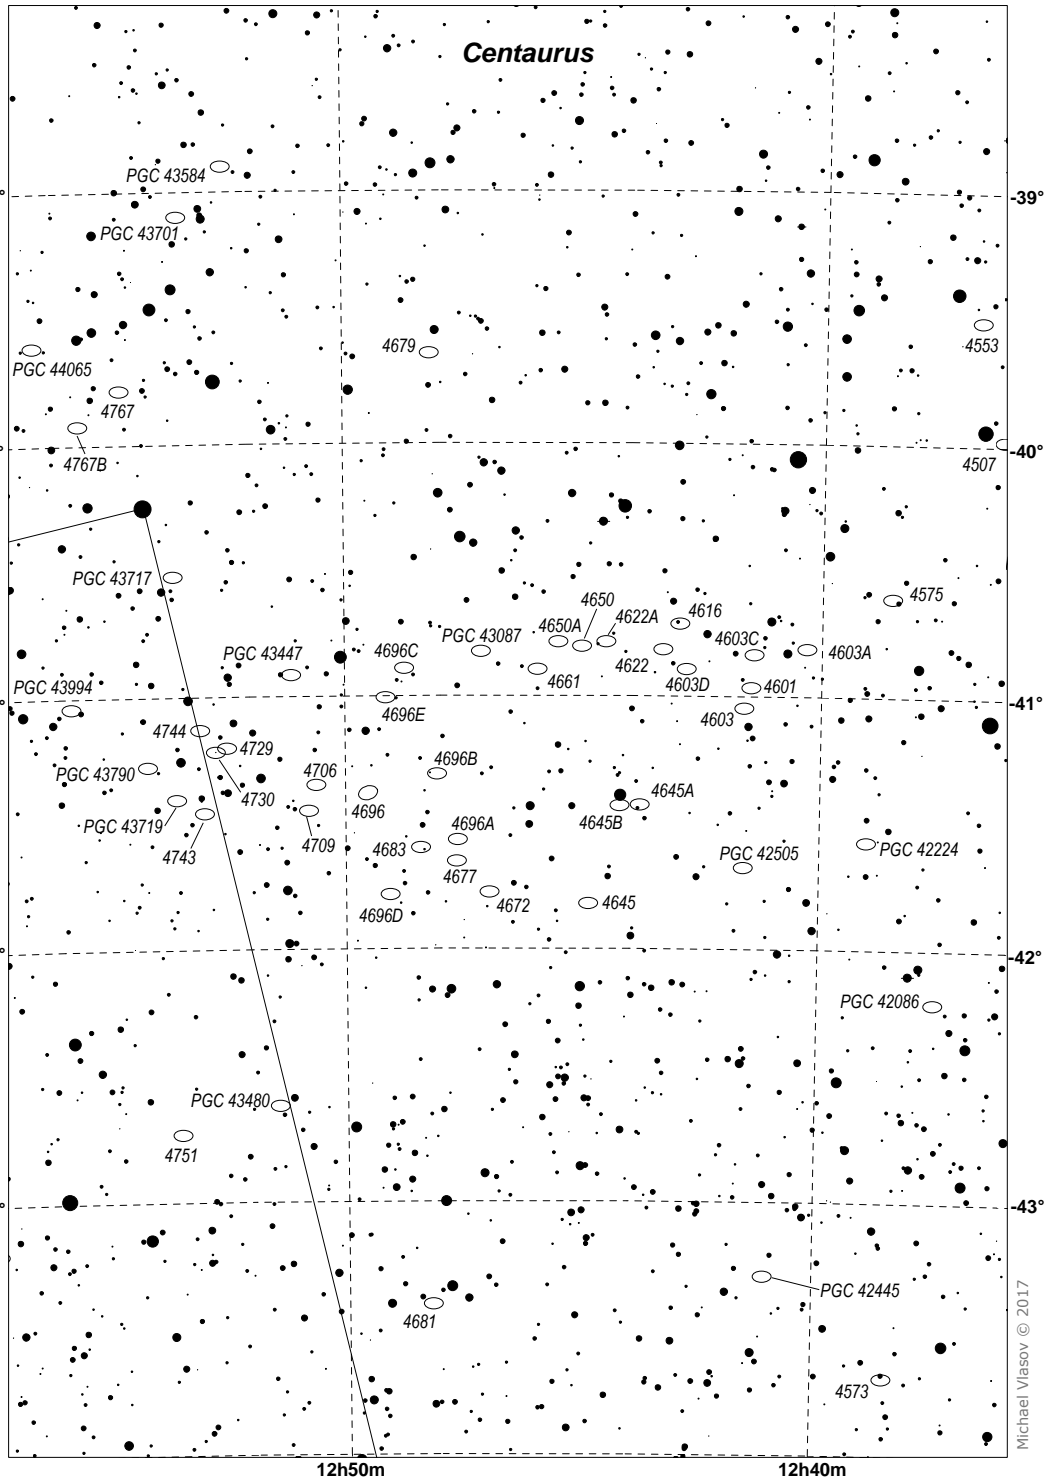 Centaurus
PGC 43584
-39°
PGC 43701
4679
4553
PGC 44065
4767
4767B
4507
-40°
PGC 43717
4650
4622A
4616
4575
4650A
PGC 43087
4603C
4696C
4603A
PGC 43447
4622
4661
4603D
PGC 43994
4601
4696E
-41°
4603
4744
4729
4696B
4706
PGC 43790
4645A
4730
4696
4645B
PGC 43719
4696A
4743
4709
4683
PGC 42505
PGC 42224
4677
4672
4645
4696D
-42°
PGC 42086
PGC 43480
4751
-43°
PGC 42445
4681
4573
Michael Vlasov © 2017
12h50m
12h40m